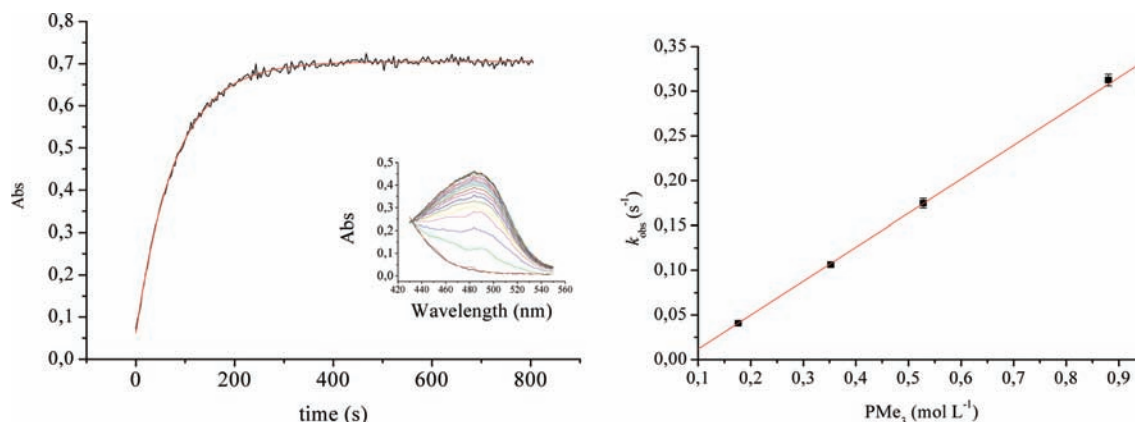 0,8
0,7
0,6
0,5
0,4
0,3
0,2
0,1
0,0
Abs
0 200 400 600 800
time (s)
0,5
0,4
0,3
0,2
0,1
0,0
Abs
420 440 460 480 500 520 540 560
Wavelength (nm)
0,35
0,30
0,25
0,20
0,15
0,10
0,05
0,00
k_obs (s⁻¹)
0,1 0,2 0,3 0,4 0,5 0,6 0,7 0,8 0,9
PMe₃ (mol L⁻¹)